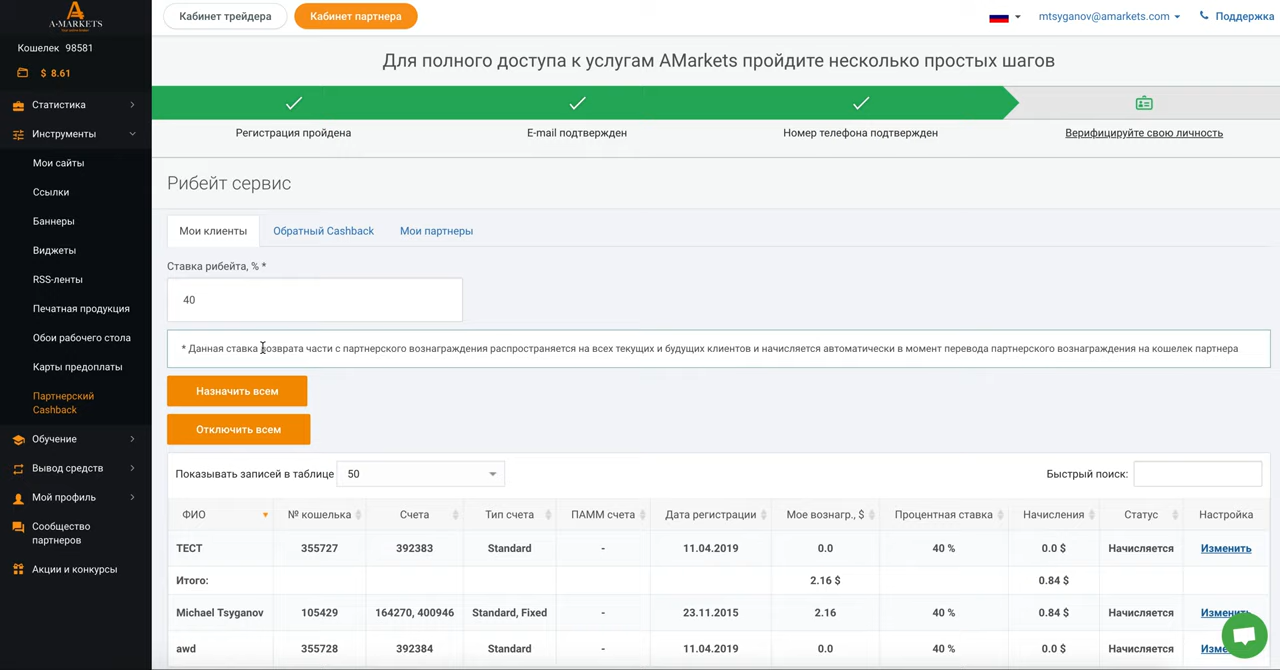 A-MARKETS
Кошелек 98581
$ 8.61
Статистика
Инструменты
Мои сайты
Ссылки
Баннеры
Виджеты
RSS-ленты
Печатная продукция
Обои рабочего стола
Карты предоплаты
Партнерский
Cashback
Обучение
Вывод средств
Мой профиль
Сообщество
партнеров
Акции и конкурсы
Кабинет трейдера Кабинет партнера mtsyganov@amarkets.com Поддержка
Для полного доступа к услугам AMarkets пройдите несколько простых шагов
Регистрация пройдена E-mail подтвержден Номер телефона подтвержден Верифицируйте свою личность
Рибейт сервис
Мои клиенты Обратный Cashback Мои партнеры
Ставка рибейта, % *
40
* Данная ставка возврата части с партнерского вознаграждения распространяется на всех текущих и будущих клиентов и начисляется автоматически в момент перевода партнерского вознаграждения на кошелек партнера
Назначить всем
Отключить всем
Показывать записей в таблице 50 Быстрый поиск:
ФИО № кошелька Счета Тип счета ПАММ счета Дата регистрации Мое вознагр., $ Процентная ставка Начисления Статус Настройка
ТЕСТ 355727 392383 Standard - 11.04.2019 0.0 40 % 0.0 $ Начисляется Изменить
Итого: 2.16 $ 0.84 $
Michael Tsyganov 105429 164270, 400946 Standard, Fixed - 23.11.2015 2.16 40 % 0.84 $ Начисляется Изменить
awd 355728 392384 Standard - 11.04.2019 0.0 40 % 0.0 $ Начисляется